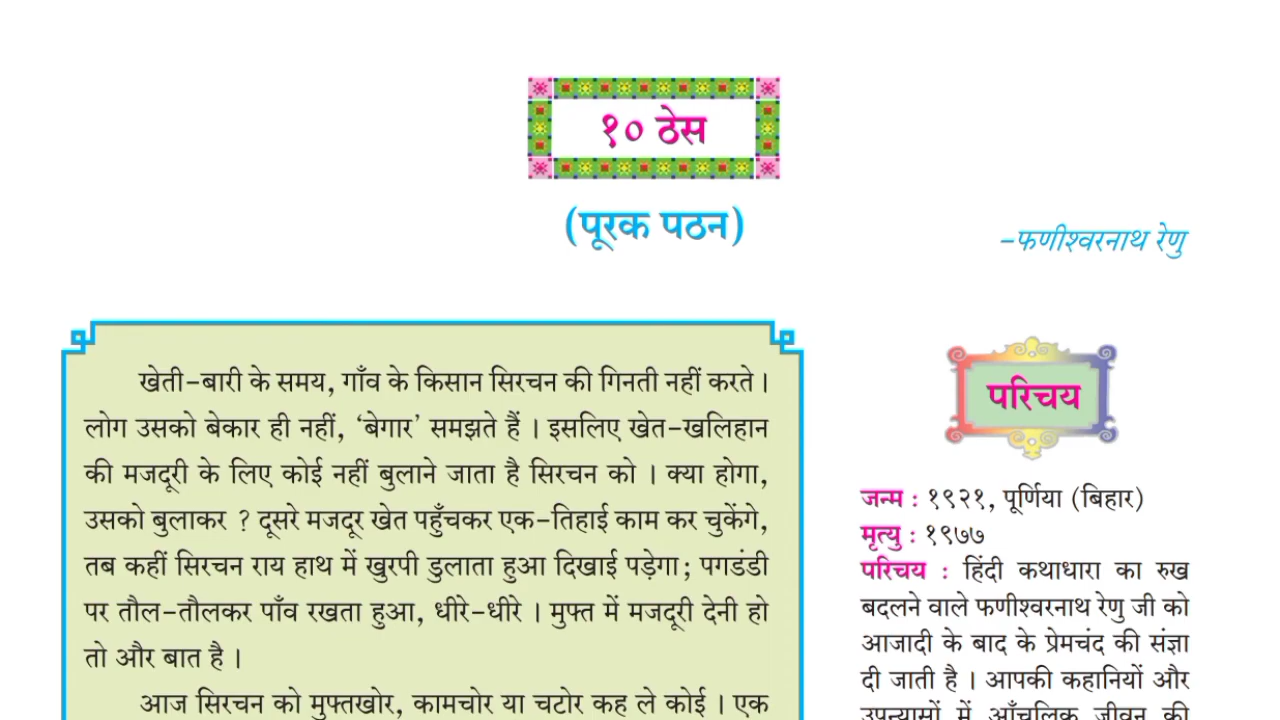 १० ठेस
(पूरक पठन)
-फणीश्वरनाथ रेणु
खेती-बारी के समय, गाँव के किसान सिरचन की गिनती नहीं करते ।
लोग उसको बेकार ही नहीं, ‘बेगार’ समझते हैं । इसलिए खेत-खलिहान
की मजदूरी के लिए कोई नहीं बुलाने जाता है सिरचन को । क्या होगा,
उसको बुलाकर ? दूसरे मजदूर खेत पहुँचकर एक-तिहाई काम कर चुकेंगे,
तब कहीं सिरचन राय हाथ में खुरपी डुलाता हुआ दिखाई पड़ेगा; पगडंडी
पर तौल-तौलकर पाँव रखता हुआ, धीरे-धीरे । मुफ्त में मजदूरी देनी हो
तो और बात है ।
आज सिरचन को मुफ्तखोर, कामचोर या चटोर कह ले कोई । एक
परिचय
जन्म : १९२१, पूर्णिया (बिहार)
मृत्यु : १९७७
परिचय : हिंदी कथाधारा का रुख
बदलने वाले फणीश्वरनाथ रेणु जी को
आजादी के बाद के प्रेमचंद की संज्ञा
दी जाती है । आपकी कहानियों और
उपन्यासों में आँचलिक जीवन की